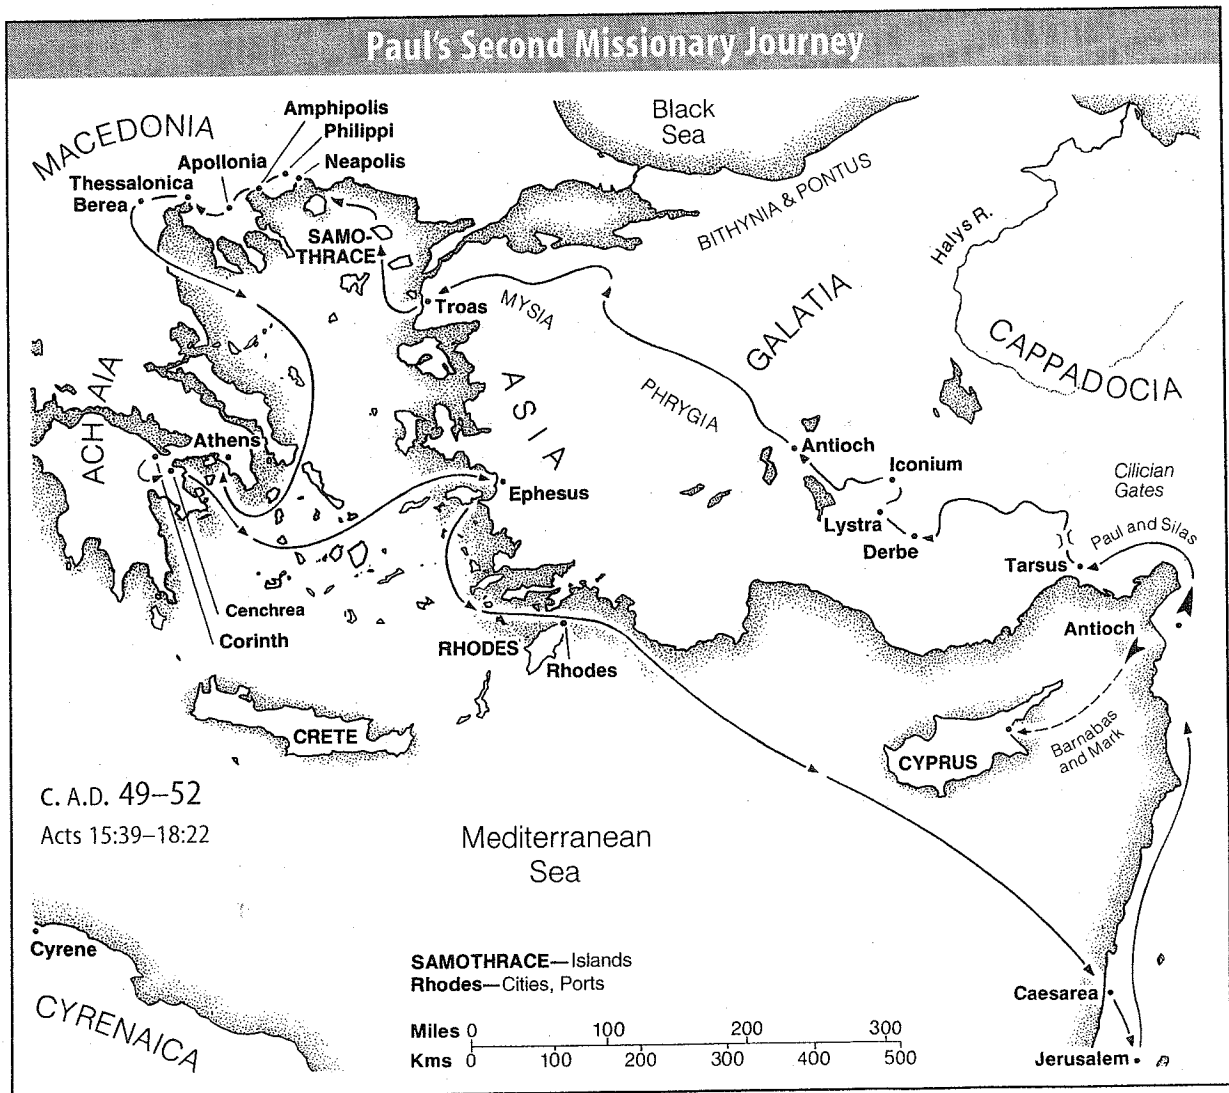 Paul's Second Missionary Journey
Amphipolis
Philippi
Neapolis
MACEDONIA
Apollonia
Thessalonica
Berea
SAMO-
THRACE
Black
Sea
BITHYNIA & PONTUS
Halys R.
Troas
MYSIA
GALATIA
CAPPADOCIA
ASIA
PHRYGIA
ACHAIA
Athens
Ephesus
Antioch
Iconium
Lystra
Derbe
Cilician
Gates
Paul and Silas
Tarsus
Cenchrea
Corinth
RHODES
Rhodes
Antioch
CRETE
CYPRUS
Barnabas
and Mark
C. A.D. 49–52
Acts 15:39–18:22
Mediterranean
Sea
Cyrene
CYRENAICA
SAMOTHRACE—Islands
Rhodes—Cities, Ports
Miles 0 100 200 300
Kms 0 100 200 300 400 500
Caesarea
Jerusalem